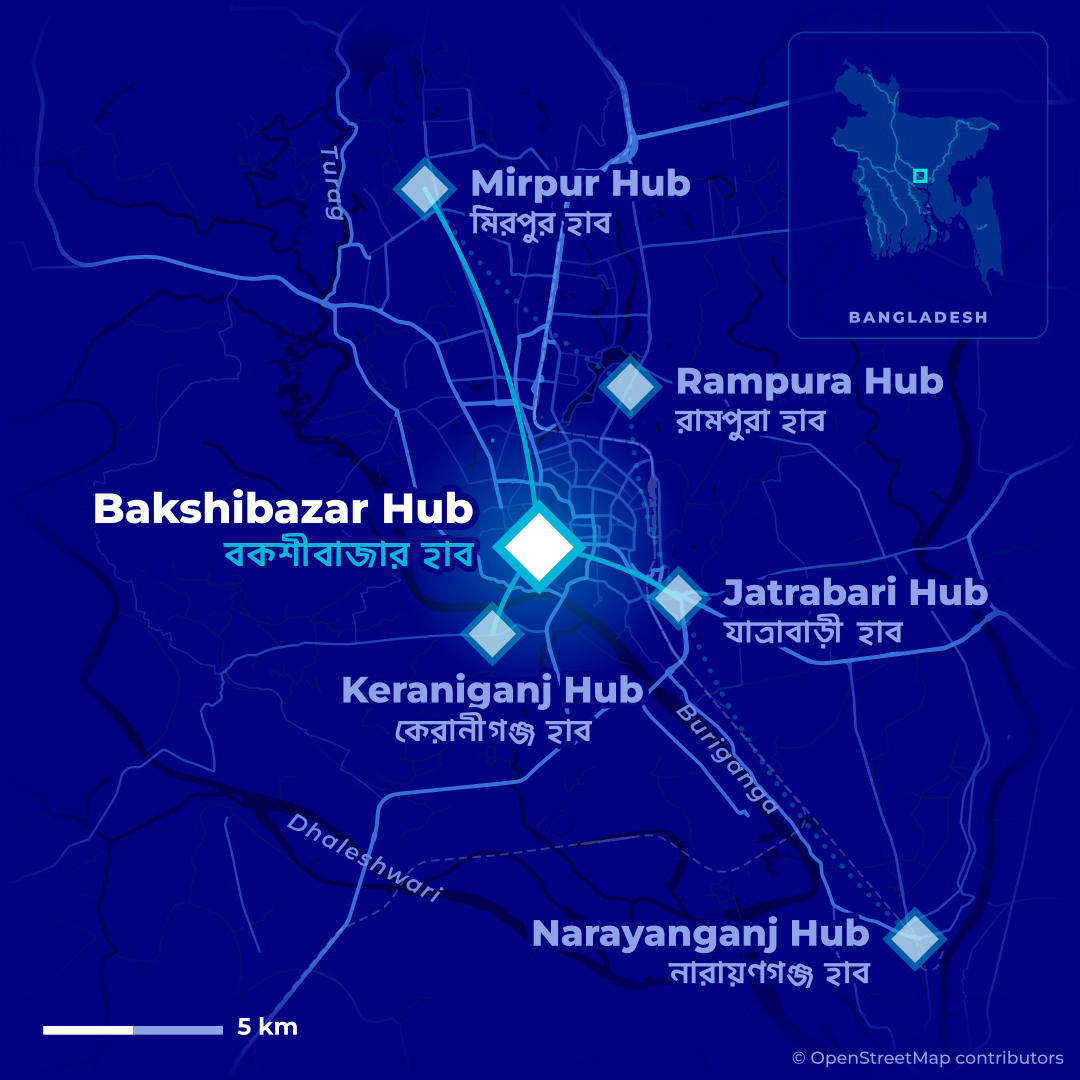 Turag
Mirpur Hub
মিরপুর হাব
BANGLADESH
Rampura Hub
রামপুরা হাব
Bakshibazar Hub
বকশীবাজার হাব
Jatrabari Hub
যাত্রাবাড়ী হাব
Keraniganj Hub
কেরানীগঞ্জ হাব
Buriganga
Dhaleshwari
Narayanganj Hub
নারায়ণগঞ্জ হাব
5 km
© OpenStreetMap contributors